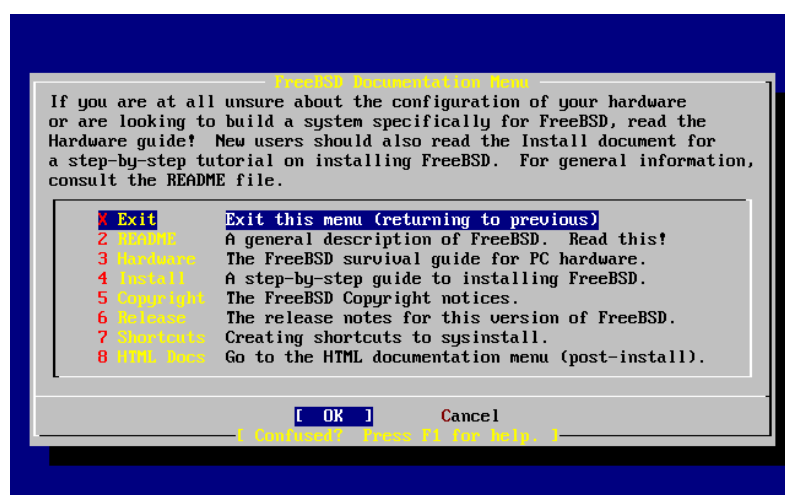 FreeBSD Documentation Menu
If you are at all unsure about the configuration of your hardware
or are looking to build a system specifically for FreeBSD, read the
Hardware guide!  New users should also read the Install document for
a step-by-step tutorial on installing FreeBSD.  For general information,
consult the README file.
X Exit Exit this menu (returning to previous)
2 README A general description of FreeBSD.  Read this!
3 Hardware The FreeBSD survival guide for PC hardware.
4 Install A step-by-step guide to installing FreeBSD.
5 Copyright The FreeBSD Copyright notices.
6 Release The release notes for this version of FreeBSD.
7 Shortcuts Creating shortcuts to sysinstall.
8 HTML Docs Go to the HTML documentation menu (post-install).
[ OK ] Cancel
[ Confused?  Press F1 for help. ]